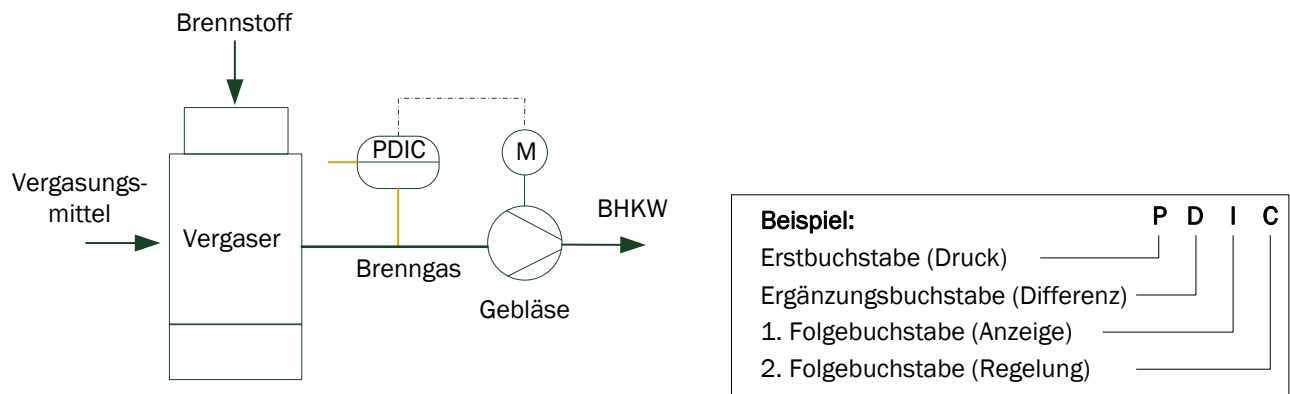 Brennstoff
PDIC
M
Vergasungs-
mittel
BHKW
Vergaser
Brenngas
Gebläse
Beispiel: P D I C
Erstbuchstabe (Druck)
Ergänzungsbuchstabe (Differenz)
1. Folgebuchstabe (Anzeige)
2. Folgebuchstabe (Regelung)